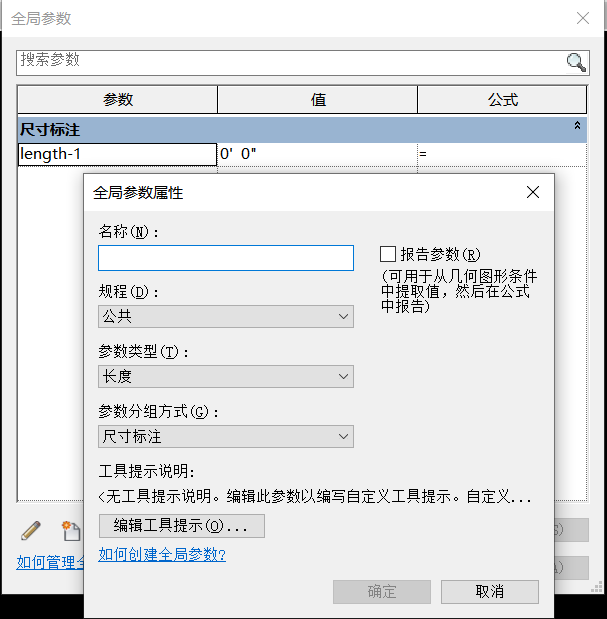 全局参数
搜索参数
参数 值 公式
尺寸标注
length-1 0' 0" =
全局参数属性
名称(N):
报告参数(R)
(可用于从几何图形条件
中提取值，然后在公式
中报告)
规程(D):
公共
参数类型(T):
长度
参数分组方式(G):
尺寸标注
工具提示说明:
<无工具提示说明。编辑此参数以编写自定义工具提示。自定义...
编辑工具提示(O)...
如何管理
如何创建全局参数?
确定 取消